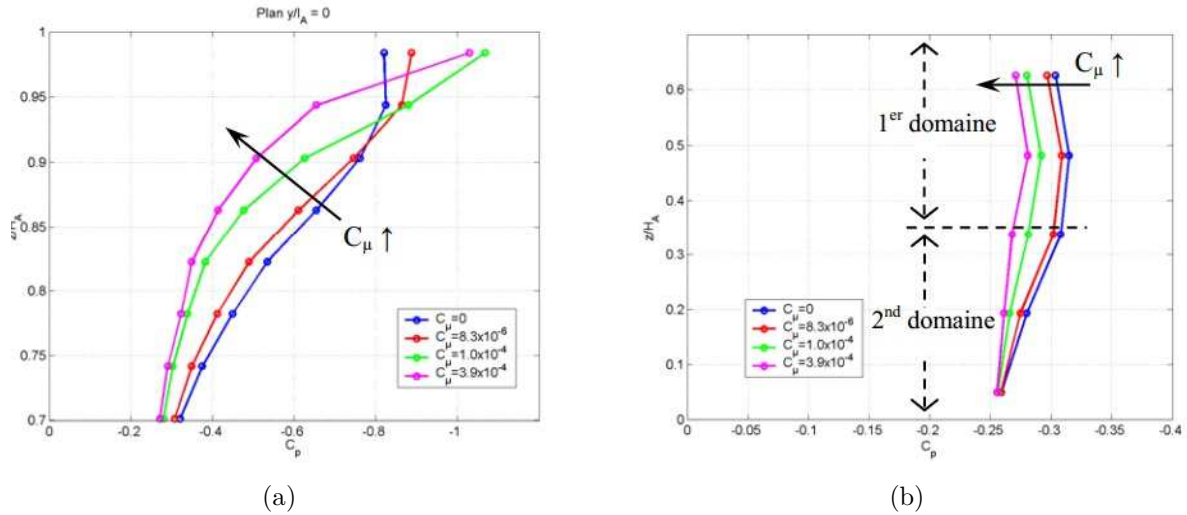 Plan y/l_A = 0
1
0.95
0.9
0.85
0.8
0.75
0.7
z/H_A
0
-0.2
-0.4
-0.6
-0.8
-1
C_p
C_μ ↑
C_μ=0
C_μ=8.3x10^-6
C_μ=1.0x10^-4
C_μ=3.9x10^-4
(a)
0.6
0.5
0.4
0.3
0.2
0.1
0
z/H_A
0
-0.05
-0.1
-0.15
-0.2
-0.25
-0.3
-0.35
-0.4
C_p
C_μ ↑
1^er domaine
2^nd domaine
C_μ=0
C_μ=8.3x10^-6
C_μ=1.0x10^-4
C_μ=3.9x10^-4
(b)